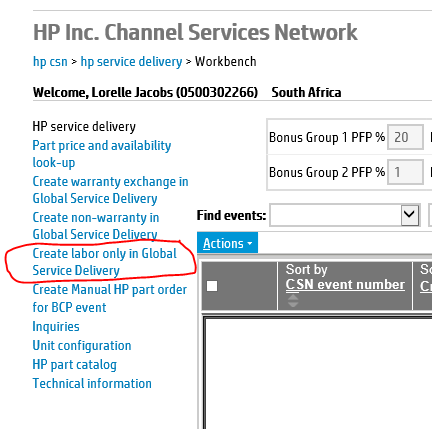 HP Inc. Channel Services Network
hp csn > hp service delivery > Workbench
Welcome, Lorelle Jacobs (0500302266) South Africa
HP service delivery
Part price and availability
look-up
Create warranty exchange in
Global Service Delivery
Create non-warranty in
Global Service Delivery
Create labor only in Global
Service Delivery
Create Manual HP part order
for BCP event
Inquiries
Unit configuration
HP part catalog
Technical information
Bonus Group 1 PFP % 20
Bonus Group 2 PFP % 1
Find events:
Actions
Sort by
CSN event number